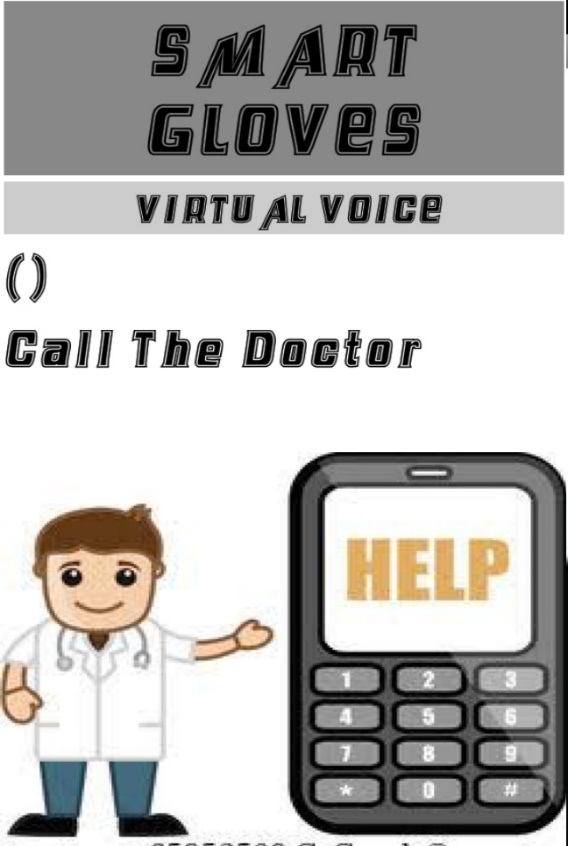 SMART
GLOVES
VIRTUAL VOICE
( )
Call The Doctor
HELP
1 2 3
4 5 6
7 8 9
* 0 #